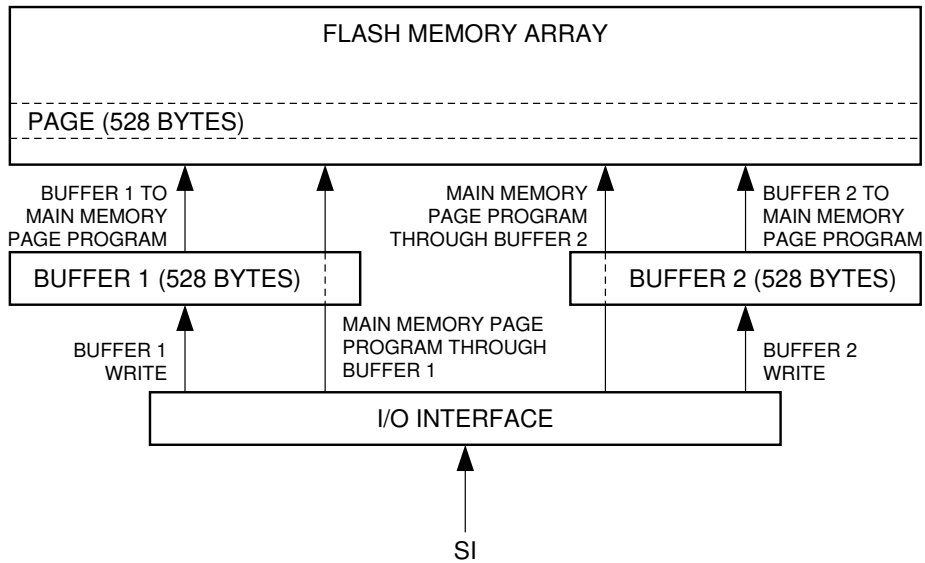 FLASH MEMORY ARRAY
PAGE (528 BYTES)
BUFFER 1 TO
MAIN MEMORY
PAGE PROGRAM
MAIN MEMORY
PAGE PROGRAM
THROUGH BUFFER 2
BUFFER 2 TO
MAIN MEMORY
PAGE PROGRAM
BUFFER 1 (528 BYTES)
BUFFER 2 (528 BYTES)
BUFFER 1
WRITE
MAIN MEMORY PAGE
PROGRAM THROUGH
BUFFER 1
BUFFER 2
WRITE
I/O INTERFACE
SI